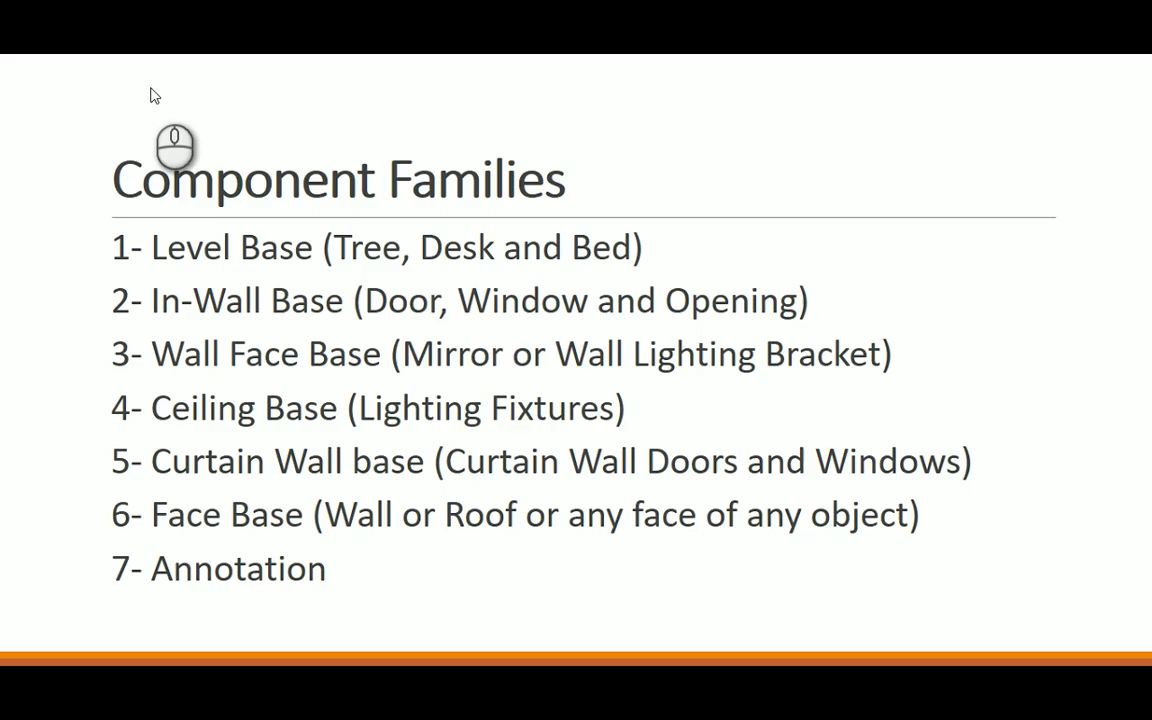 Component Families
1- Level Base (Tree, Desk and Bed)
2- In-Wall Base (Door, Window and Opening)
3- Wall Face Base (Mirror or Wall Lighting Bracket)
4- Ceiling Base (Lighting Fixtures)
5- Curtain Wall base (Curtain Wall Doors and Windows)
6- Face Base (Wall or Roof or any face of any object)
7- Annotation